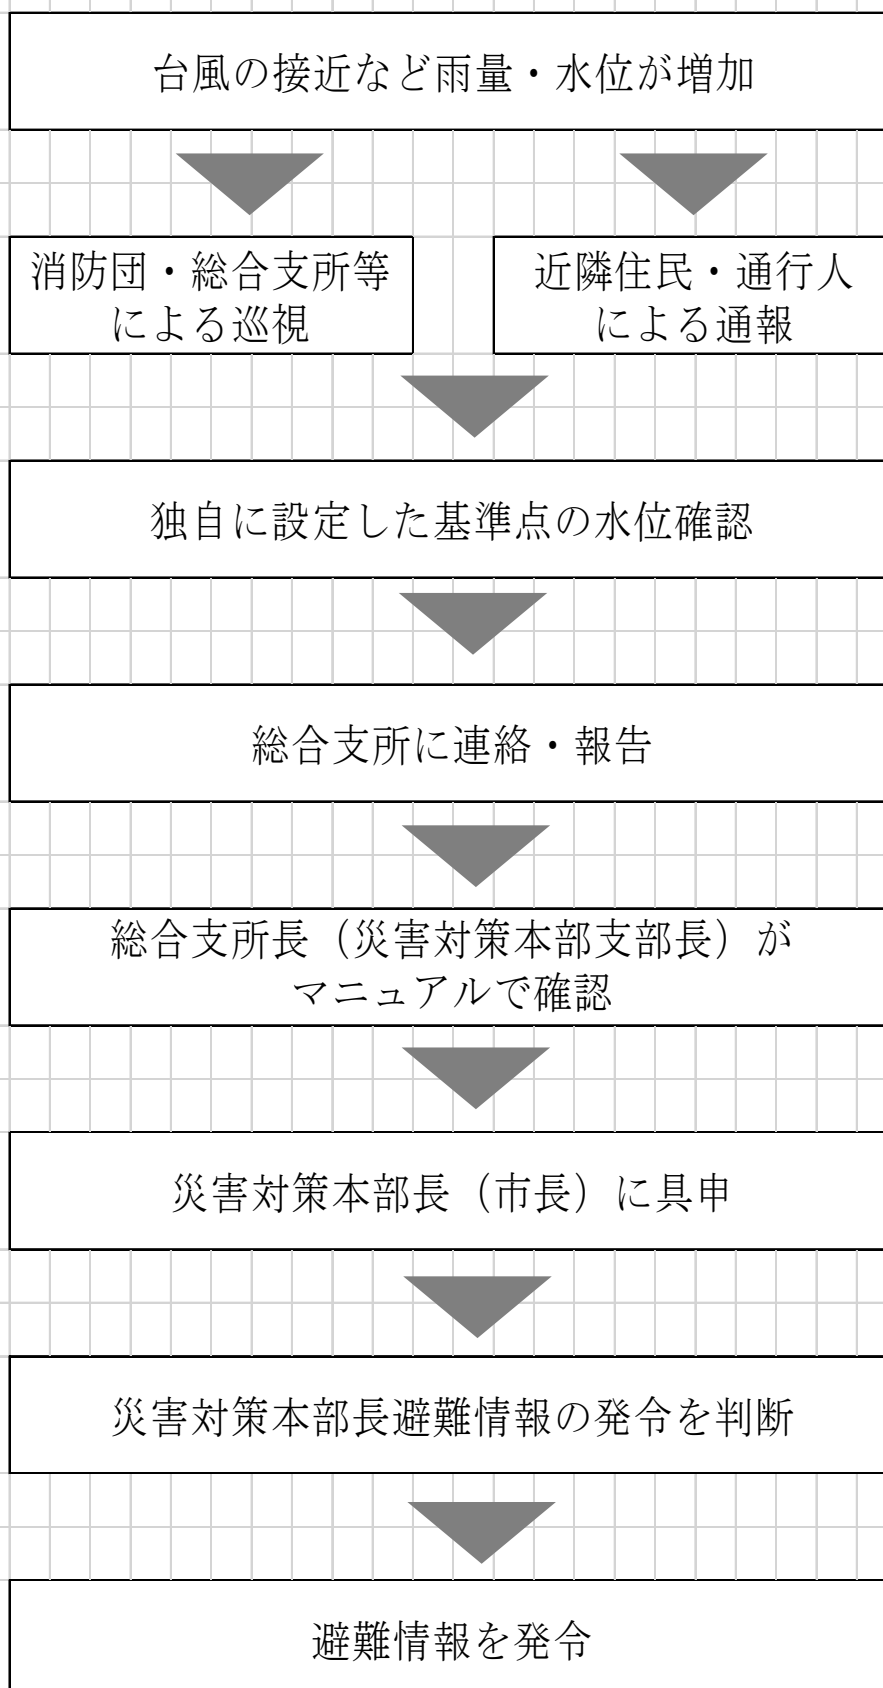 台風の接近など雨量・水位が増加
消防団・総合支所等
による巡視
近隣住民・通行人
による通報
独自に設定した基準点の水位確認
総合支所に連絡・報告
総合支所長（災害対策本部支部長）が
マニュアルで確認
災害対策本部長（市長）に具申
災害対策本部長避難情報の発令を判断
避難情報を発令